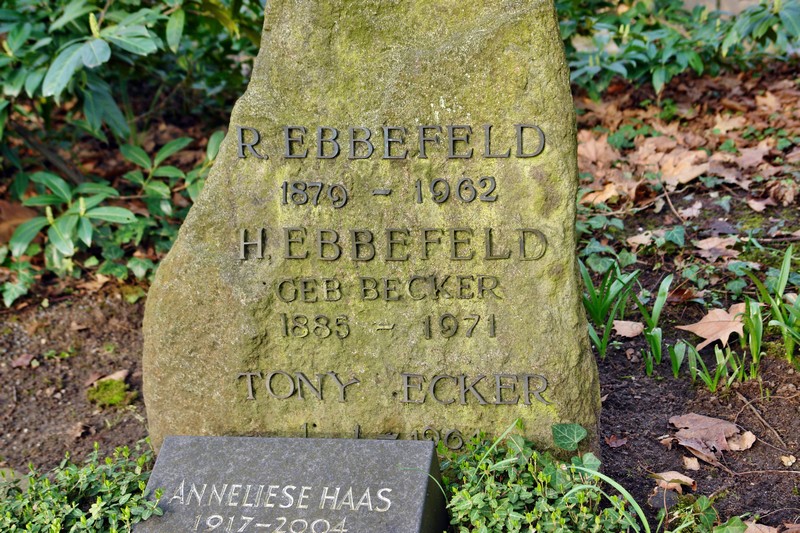 R. EBBEFELD
1879 - 1962
H. EBBEFELD
GEB BECKER
1885 - 1971
TONY ECKER
ANNELIESE HAAS
1917-2004